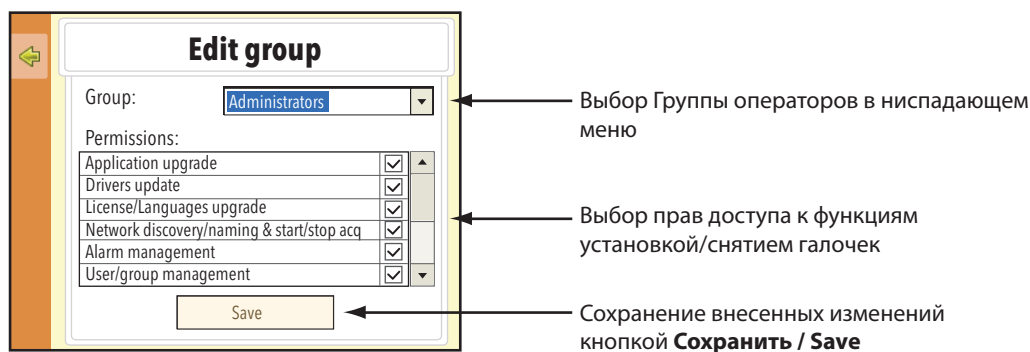 Edit group
Group:
Administrators
Выбор Группы операторов в ниспадающем
меню
Permissions:
Application upgrade
Drivers update
License/Languages upgrade
Network discovery/naming & start/stop acq
Alarm management
User/group management
Выбор прав доступа к функциям
установкой/снятием галочек
Save
Сохранение внесенных изменений
кнопкой Сохранить / Save